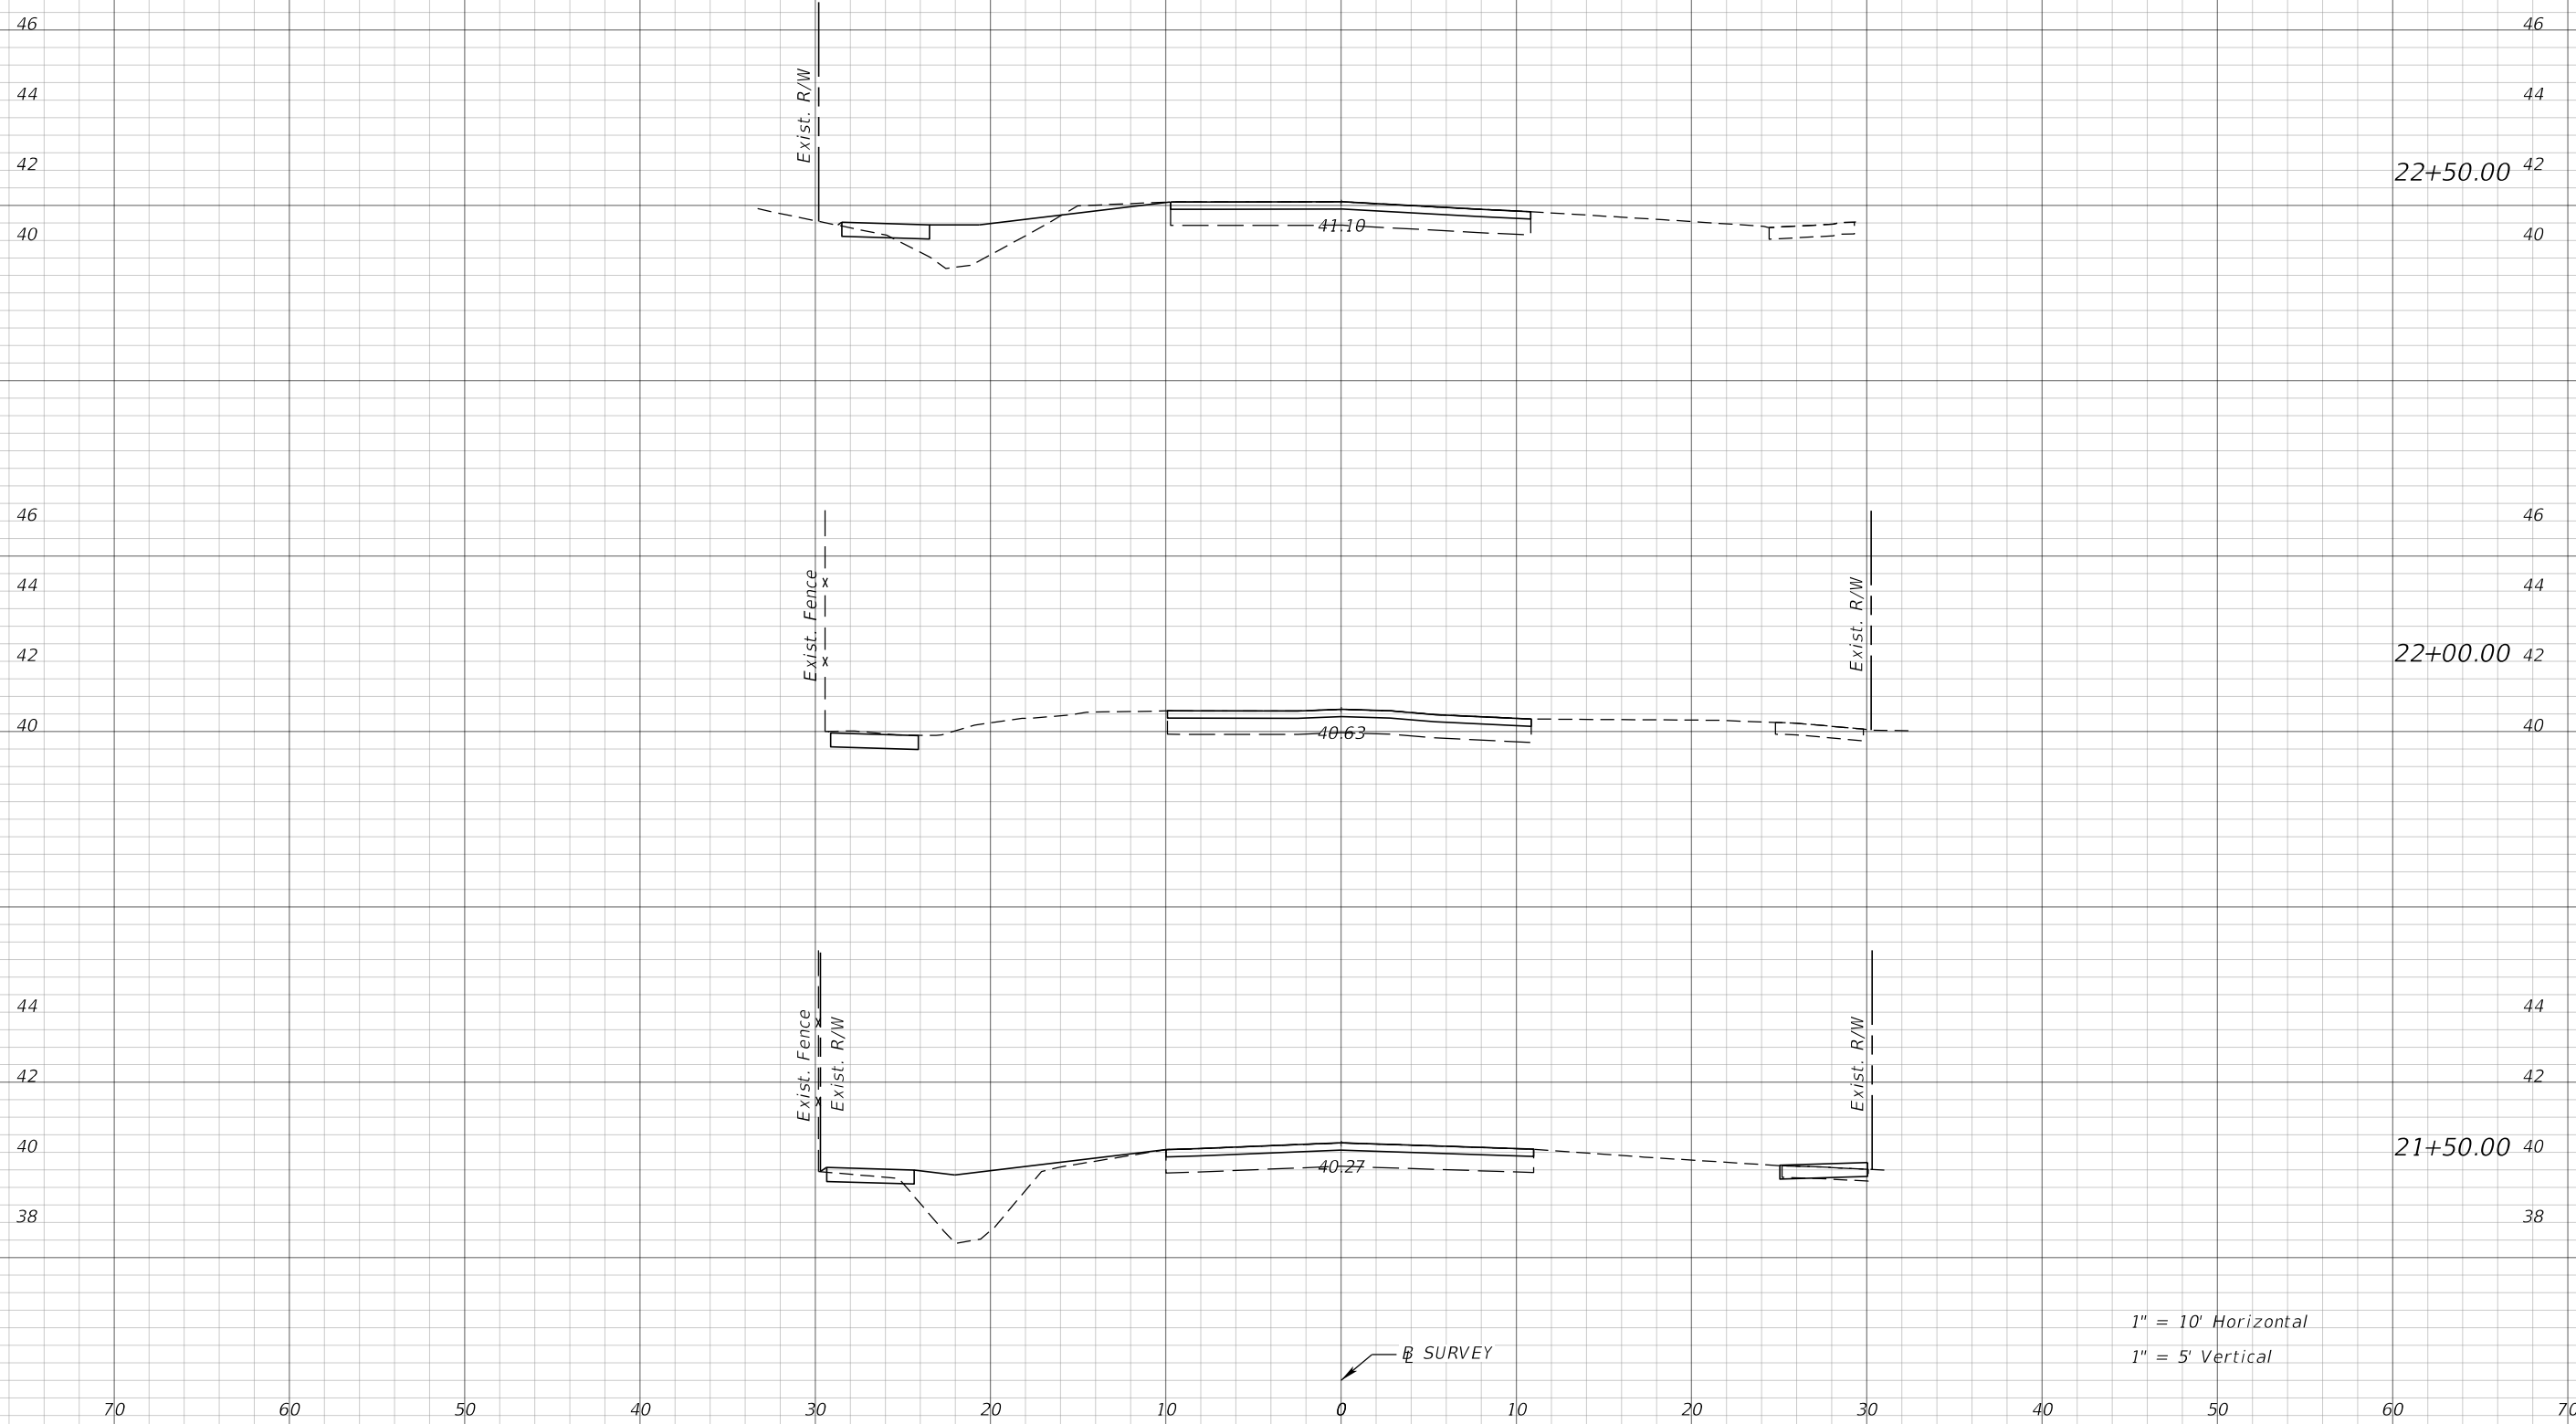 46 46
Exist. R/W
44 44
42 22+50.00 42
40 41.10 40
46 46
Exist. Fence
Exist. R/W
44 44
42 22+00.00 42
40 40.63 40
Exist. Fence
Exist. R/W
Exist. R/W
44 44
42 42
40 21+50.00 40
40.27
38 38
1" = 10' Horizontal
BL SURVEY
1" = 5' Vertical
70 60 50 40 30 20 10 0 10 20 30 40 50 60 70